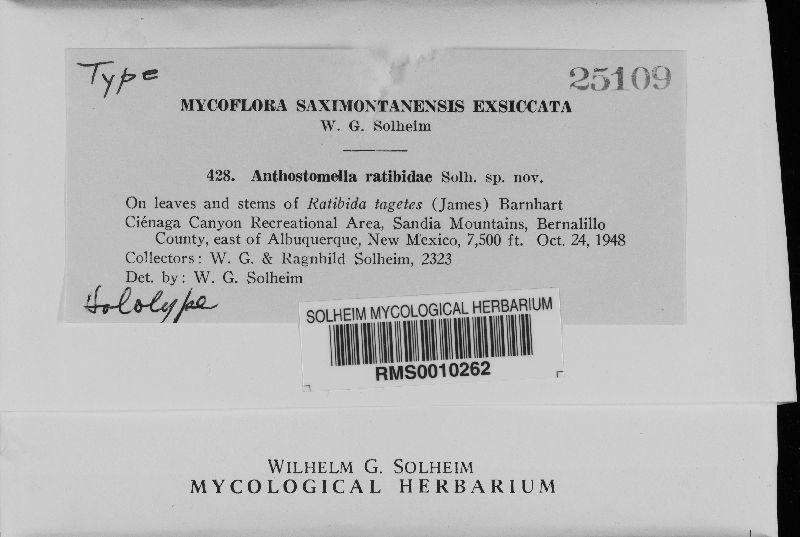 Type
25109
MYCOFLORA SAXIMONTANENSIS EXSICCATA
W. G. Solheim
428. Anthostomella ratibidae Solh. sp. nov.
On leaves and stems of Ratibida tagetes (James) Barnhart
Ciénaga Canyon Recreational Area, Sandia Mountains, Bernalillo
County, east of Albuquerque, New Mexico, 7,500 ft. Oct. 24, 1948
Collectors: W. G. & Ragnhild Solheim, 2323
Det. by: W. G. Solheim
Hololype
SOLHEIM MYCOLOGICAL HERBARIUM
RMS0010262
WILHELM G. SOLHEIM
MYCOLOGICAL HERBARIUM